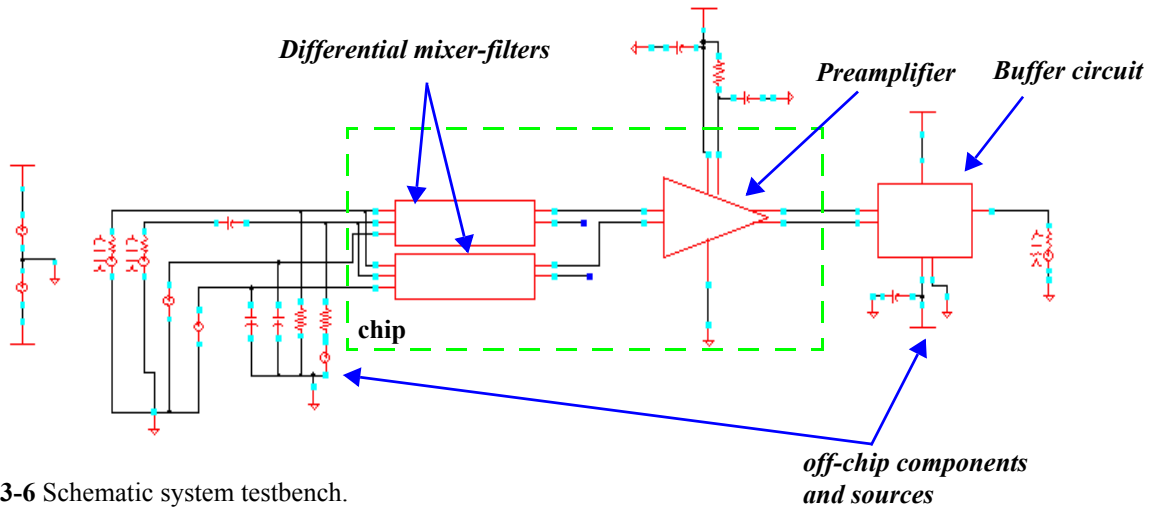 Differential mixer-filters
Preamplifier
Buffer circuit
chip
off-chip components
and sources
3-6 Schematic system testbench.